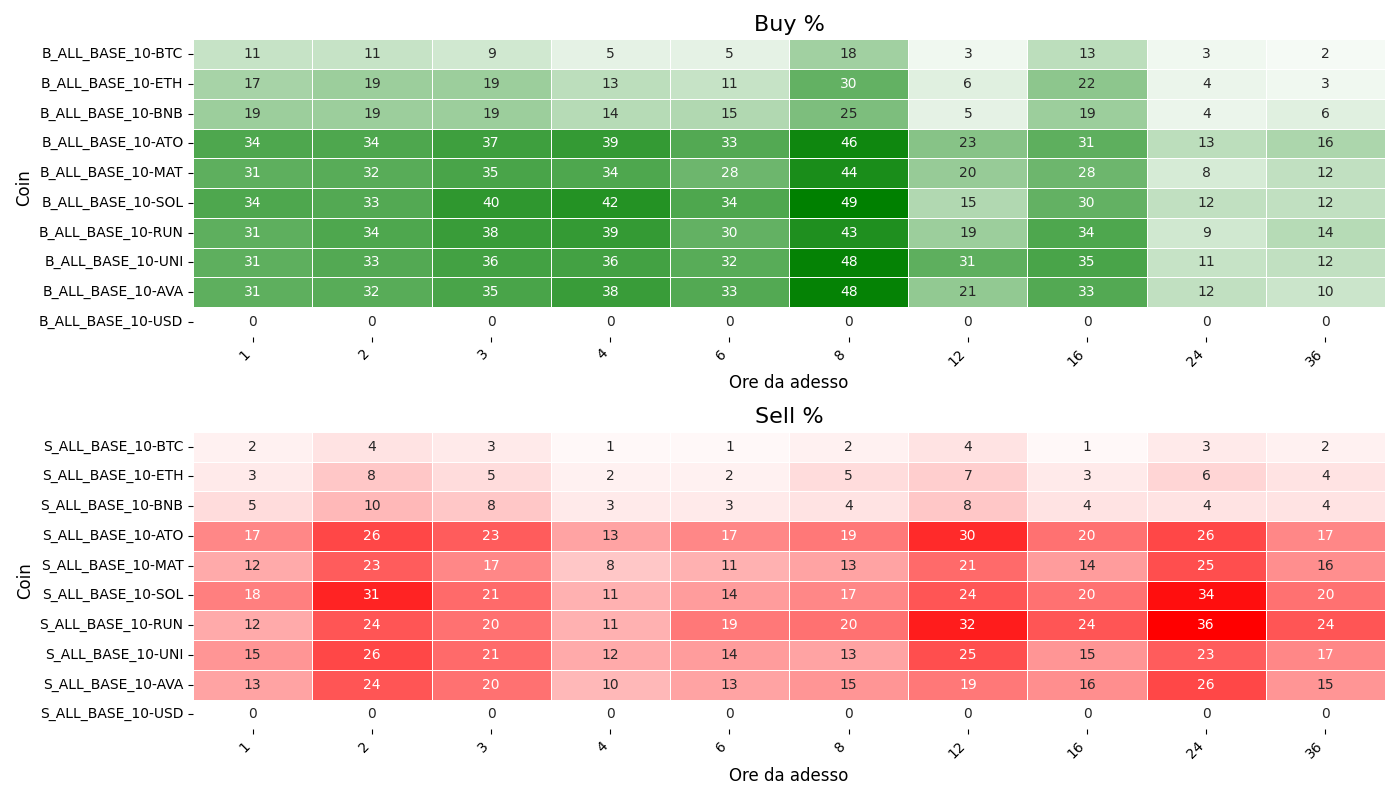 Buy %
Coin
B_ALL_BASE_10-BTC 11 11 9 5 5 18 3 13 3 2
B_ALL_BASE_10-ETH 17 19 19 13 11 30 6 22 4 3
B_ALL_BASE_10-BNB 19 19 19 14 15 25 5 19 4 6
B_ALL_BASE_10-ATO 34 34 37 39 33 46 23 31 13 16
B_ALL_BASE_10-MAT 31 32 35 34 28 44 20 28 8 12
B_ALL_BASE_10-SOL 34 33 40 42 34 49 15 30 12 12
B_ALL_BASE_10-RUN 31 34 38 39 30 43 19 34 9 14
B_ALL_BASE_10-UNI 31 33 36 36 32 48 31 35 11 12
B_ALL_BASE_10-AVA 31 32 35 38 33 48 21 33 12 10
B_ALL_BASE_10-USD 0 0 0 0 0 0 0 0 0 0
1 2 3 4 6 8 12 16 24 36
Ore da adesso
Sell %
Coin
S_ALL_BASE_10-BTC 2 4 3 1 1 2 4 1 3 2
S_ALL_BASE_10-ETH 3 8 5 2 2 5 7 3 6 4
S_ALL_BASE_10-BNB 5 10 8 3 3 4 8 4 4 4
S_ALL_BASE_10-ATO 17 26 23 13 17 19 30 20 26 17
S_ALL_BASE_10-MAT 12 23 17 8 11 13 21 14 25 16
S_ALL_BASE_10-SOL 18 31 21 11 14 17 24 20 34 20
S_ALL_BASE_10-RUN 12 24 20 11 19 20 32 24 36 24
S_ALL_BASE_10-UNI 15 26 21 12 14 13 25 15 23 17
S_ALL_BASE_10-AVA 13 24 20 10 13 15 19 16 26 15
S_ALL_BASE_10-USD 0 0 0 0 0 0 0 0 0 0
1 2 3 4 6 8 12 16 24 36
Ore da adesso